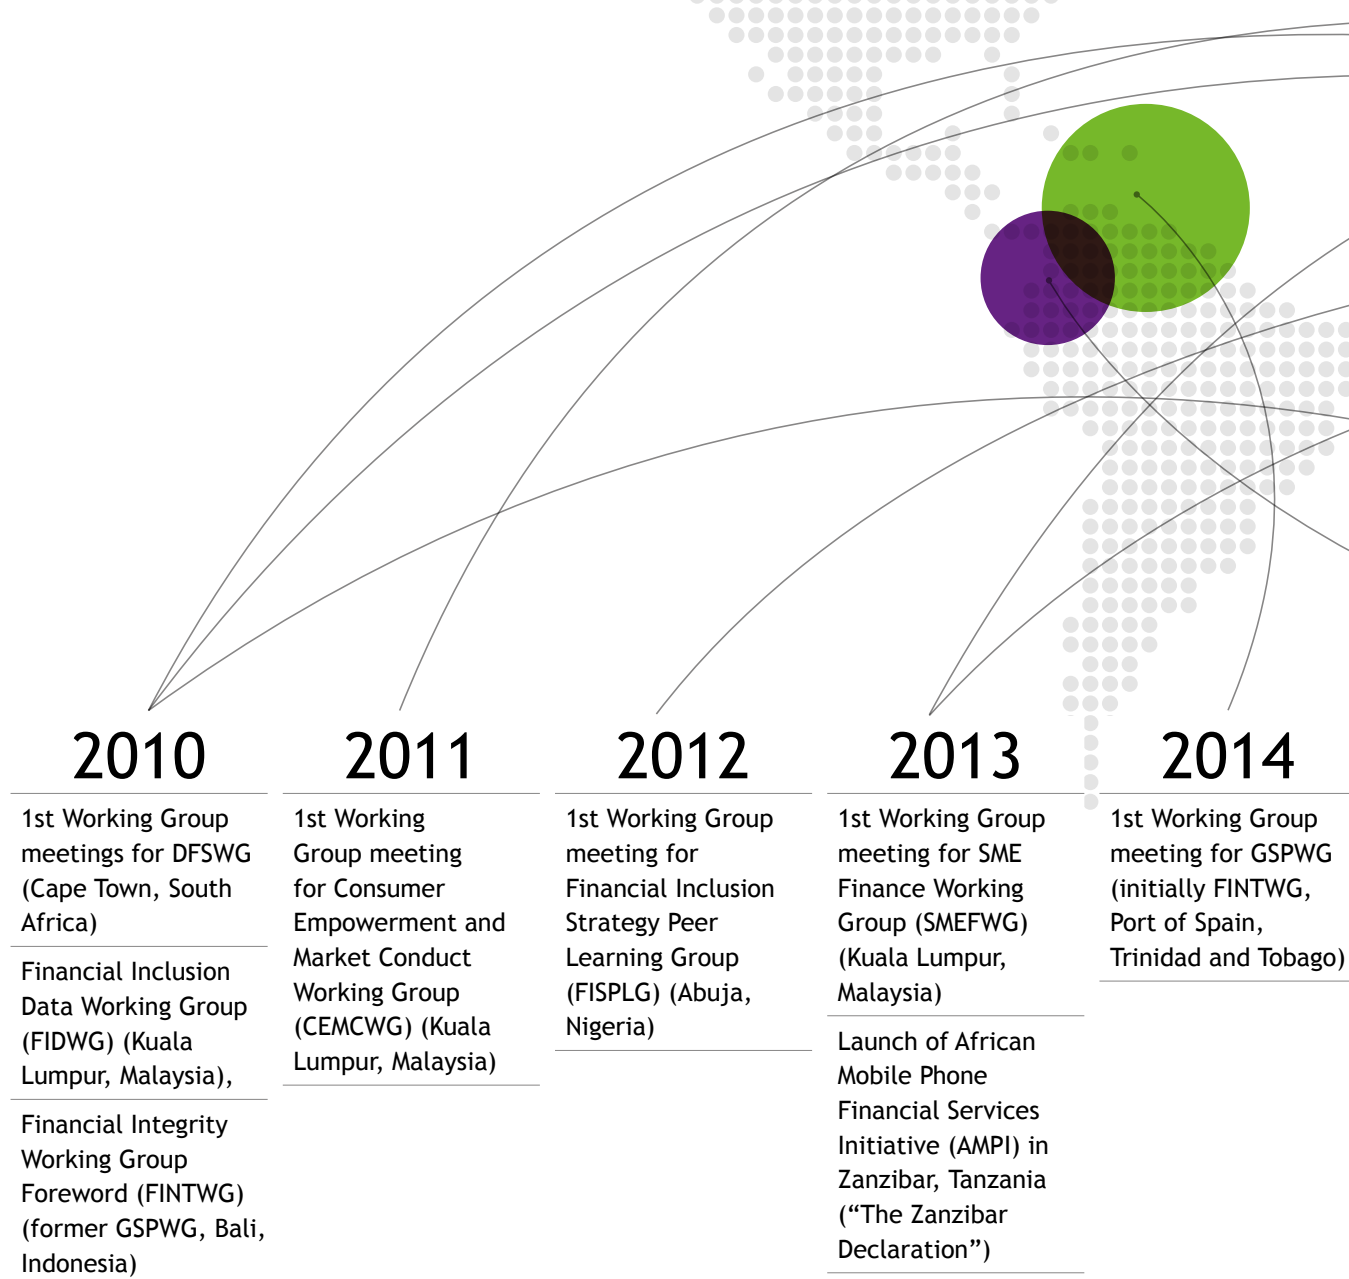 2010
1st Working Group
meetings for DFSWG
(Cape Town, South
Africa)
Financial Inclusion
Data Working Group
(FIDWG) (Kuala
Lumpur, Malaysia),
Financial Integrity
Working Group
Foreword (FINTWG)
(former GSPWG, Bali,
Indonesia)
2011
1st Working
Group meeting
for Consumer
Empowerment and
Market Conduct
Working Group
(CEMCWG) (Kuala
Lumpur, Malaysia)
2012
1st Working Group
meeting for
Financial Inclusion
Strategy Peer
Learning Group
(FISPLG) (Abuja,
Nigeria)
2013
1st Working Group
meeting for SME
Finance Working
Group (SMEFWG)
(Kuala Lumpur,
Malaysia)
Launch of African
Mobile Phone
Financial Services
Initiative (AMPI) in
Zanzibar, Tanzania
(“The Zanzibar
Declaration”)
2014
1st Working Group
meeting for GSPWG
(initially FINTWG,
Port of Spain,
Trinidad and Tobago)